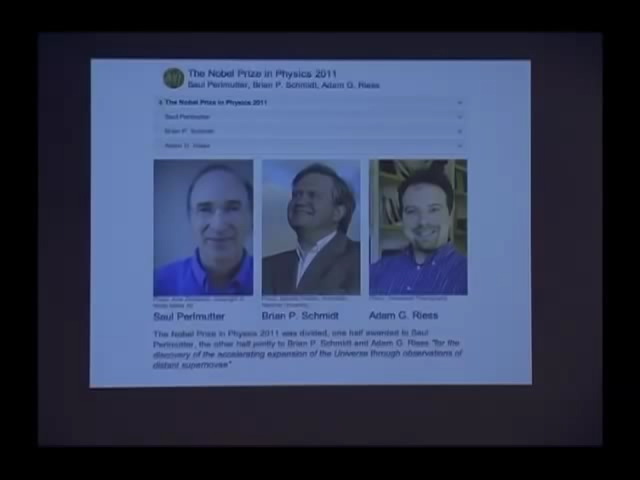 The Nobel Prize in Physics 2011
Saul Perlmutter, Brian P. Schmidt, Adam G. Riess
The Nobel Prize in Physics 2011
Saul Perlmutter
Brian P. Schmidt
Adam G. Riess
Saul Perlmutter
Brian P. Schmidt
Adam G. Riess
The Nobel Prize in Physics 2011 was divided, one half awarded to Saul
Perlmutter, the other half jointly to Brian P. Schmidt and Adam G. Riess "for the
discovery of the accelerating expansion of the Universe through observations of
distant supernovae"